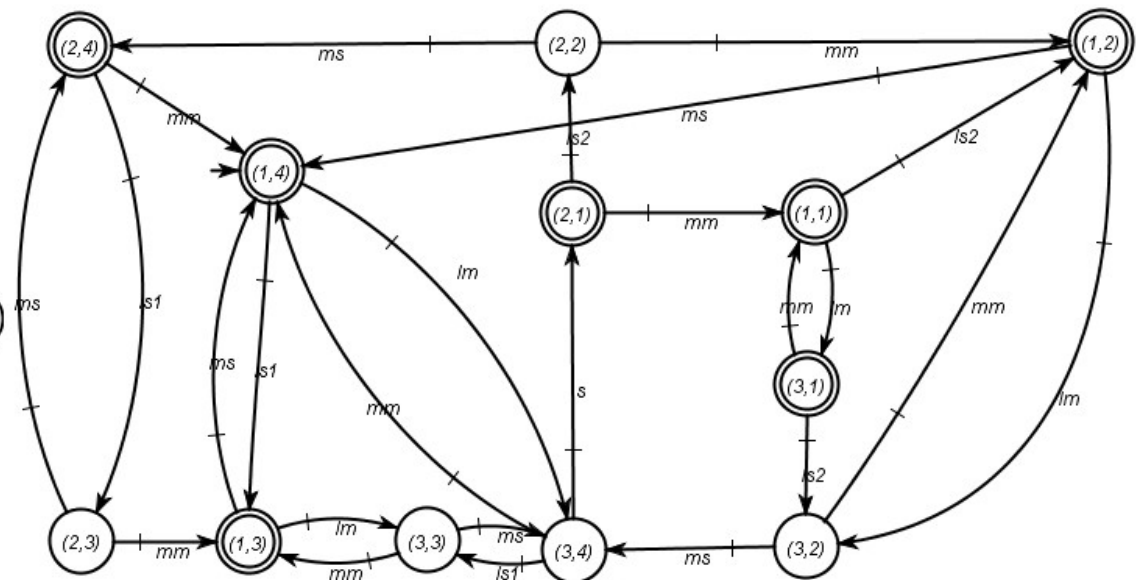 (2,4)
ms
(2,2)
mm
(1,2)
mm
ms
(1,4)
ls2
ls2
(2,1)
mm
(1,1)
lm
ms
ls1
mm
lm
mm
ms
ls1
(3,1)
mm
s
lm
ls2
(2,3)
mm
(1,3)
lm
mm
(3,3)
ms
ls1
(3,4)
ms
(3,2)